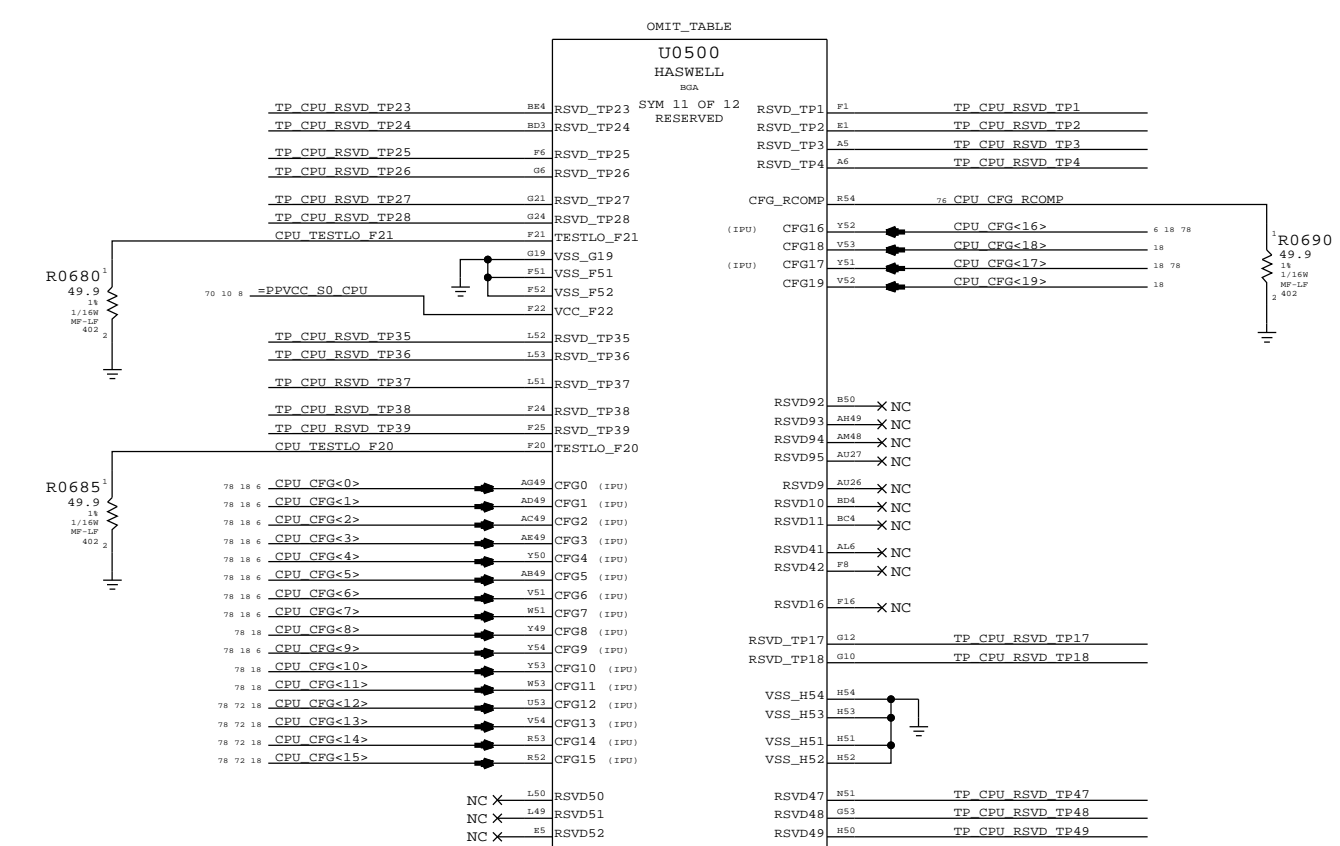 OMIT_TABLE
U0500
HASWELL
BGA
SYM 11 OF 12
RESERVED
TP_CPU_RSVD_TP23 BE4 RSVD_TP23
TP_CPU_RSVD_TP24 BD3 RSVD_TP24
TP_CPU_RSVD_TP25 F6 RSVD_TP25
TP_CPU_RSVD_TP26 G6 RSVD_TP26
TP_CPU_RSVD_TP27 G21 RSVD_TP27
TP_CPU_RSVD_TP28 G24 RSVD_TP28
CPU_TESTLO_F21 F21 TESTLO_F21
G19 VSS_G19
F51 VSS_F51
F52 VSS_F52
70 10 8 =PPVCC_S0_CPU F22 VCC_F22
R0680 1
49.9
1%
1/16W
MF-LF
402 2
TP_CPU_RSVD_TP35 L52 RSVD_TP35
TP_CPU_RSVD_TP36 L53 RSVD_TP36
TP_CPU_RSVD_TP37 L51 RSVD_TP37
TP_CPU_RSVD_TP38 F24 RSVD_TP38
TP_CPU_RSVD_TP39 F25 RSVD_TP39
CPU_TESTLO_F20 F20 TESTLO_F20
R0685 1
49.9
1%
1/16W
MF-LF
402 2
78 18 6 CPU_CFG<0> AG49 CFG0 (IPU)
78 18 6 CPU_CFG<1> AD49 CFG1 (IPU)
78 18 6 CPU_CFG<2> AC49 CFG2 (IPU)
78 18 6 CPU_CFG<3> AE49 CFG3 (IPU)
78 18 6 CPU_CFG<4> Y50 CFG4 (IPU)
78 18 6 CPU_CFG<5> AB49 CFG5 (IPU)
78 18 6 CPU_CFG<6> V51 CFG6 (IPU)
78 18 6 CPU_CFG<7> W51 CFG7 (IPU)
78 18 CPU_CFG<8> Y49 CFG8 (IPU)
78 18 6 CPU_CFG<9> Y54 CFG9 (IPU)
78 18 CPU_CFG<10> Y53 CFG10 (IPU)
78 18 CPU_CFG<11> W53 CFG11 (IPU)
78 72 18 CPU_CFG<12> U53 CFG12 (IPU)
78 72 18 CPU_CFG<13> V54 CFG13 (IPU)
78 72 18 CPU_CFG<14> R53 CFG14 (IPU)
78 72 18 CPU_CFG<15> R52 CFG15 (IPU)
NC L50 RSVD50
NC L49 RSVD51
NC E5 RSVD52
RSVD_TP1 F1 TP_CPU_RSVD_TP1
RSVD_TP2 E1 TP_CPU_RSVD_TP2
RSVD_TP3 A5 TP_CPU_RSVD_TP3
RSVD_TP4 A6 TP_CPU_RSVD_TP4
CFG_RCOMP R54 76 CPU_CFG_RCOMP
(IPU) CFG16 Y52 CPU_CFG<16> 6 18 78
CFG18 V53 CPU_CFG<18> 18
(IPU) CFG17 Y51 CPU_CFG<17> 18 78
CFG19 V52 CPU_CFG<19> 18
1 R0690
49.9
1%
1/16W
MF-LF
2 402
RSVD92 B50 NC
RSVD93 AH49 NC
RSVD94 AM48 NC
RSVD95 AU27 NC
RSVD9 AU26 NC
RSVD10 BD4 NC
RSVD11 BC4 NC
RSVD41 AL6 NC
RSVD42 F8 NC
RSVD16 F16 NC
RSVD_TP17 G12 TP_CPU_RSVD_TP17
RSVD_TP18 G10 TP_CPU_RSVD_TP18
VSS_H54 H54
VSS_H53 H53
VSS_H51 H51
VSS_H52 H52
RSVD47 N51 TP_CPU_RSVD_TP47
RSVD48 G53 TP_CPU_RSVD_TP48
RSVD49 H50 TP_CPU_RSVD_TP49